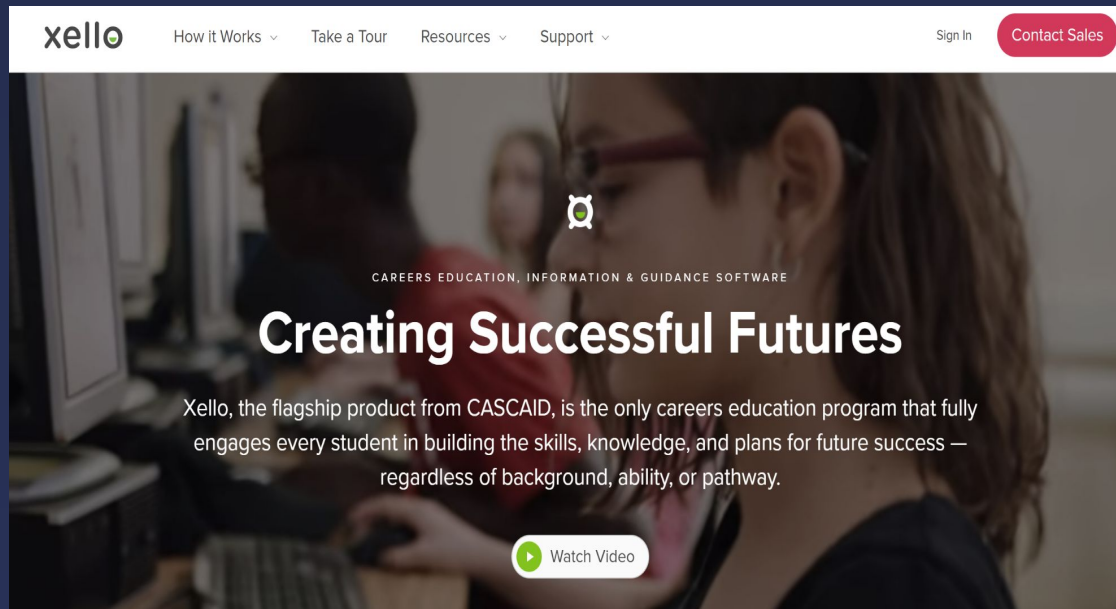 xello How it Works Take a Tour Resources Support Sign In Contact Sales
CAREERS EDUCATION, INFORMATION & GUIDANCE SOFTWARE
Creating Successful Futures
Xello, the flagship product from CASCAID, is the only careers education program that fully
engages every student in building the skills, knowledge, and plans for future success —
regardless of background, ability, or pathway.
Watch Video